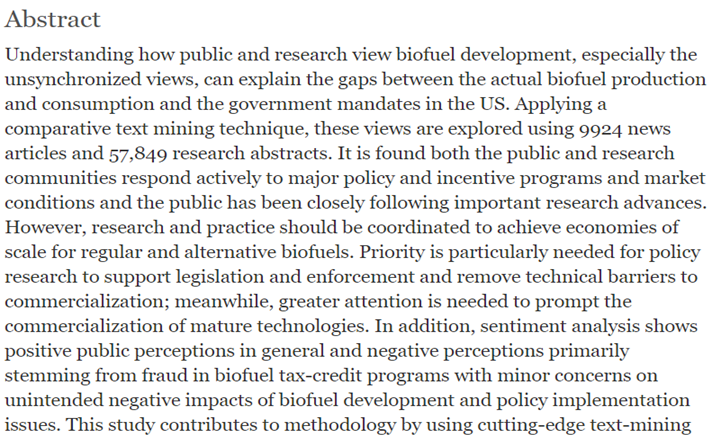 Abstract
Understanding how public and research view biofuel development, especially the
unsynchronized views, can explain the gaps between the actual biofuel production
and consumption and the government mandates in the US. Applying a
comparative text mining technique, these views are explored using 9924 news
articles and 57,849 research abstracts. It is found both the public and research
communities respond actively to major policy and incentive programs and market
conditions and the public has been closely following important research advances.
However, research and practice should be coordinated to achieve economies of
scale for regular and alternative biofuels. Priority is particularly needed for policy
research to support legislation and enforcement and remove technical barriers to
commercialization; meanwhile, greater attention is needed to prompt the
commercialization of mature technologies. In addition, sentiment analysis shows
positive public perceptions in general and negative perceptions primarily
stemming from fraud in biofuel tax-credit programs with minor concerns on
unintended negative impacts of biofuel development and policy implementation
issues. This study contributes to methodology by using cutting-edge text-mining